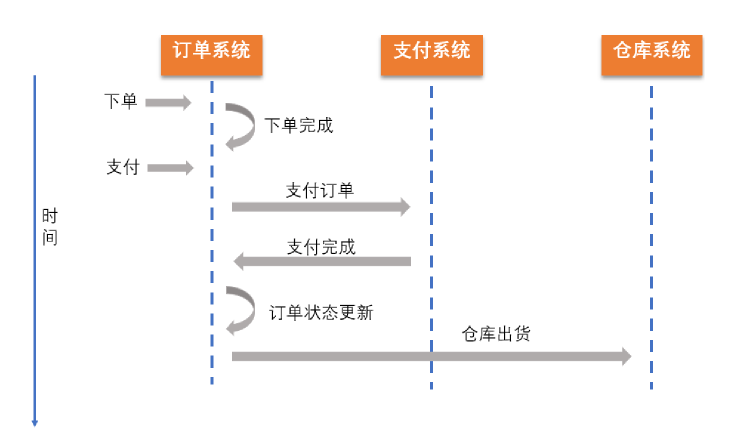 订单系统
支付系统
仓库系统
下单
下单完成
支付
支付订单
时间
支付完成
订单状态更新
仓库出货